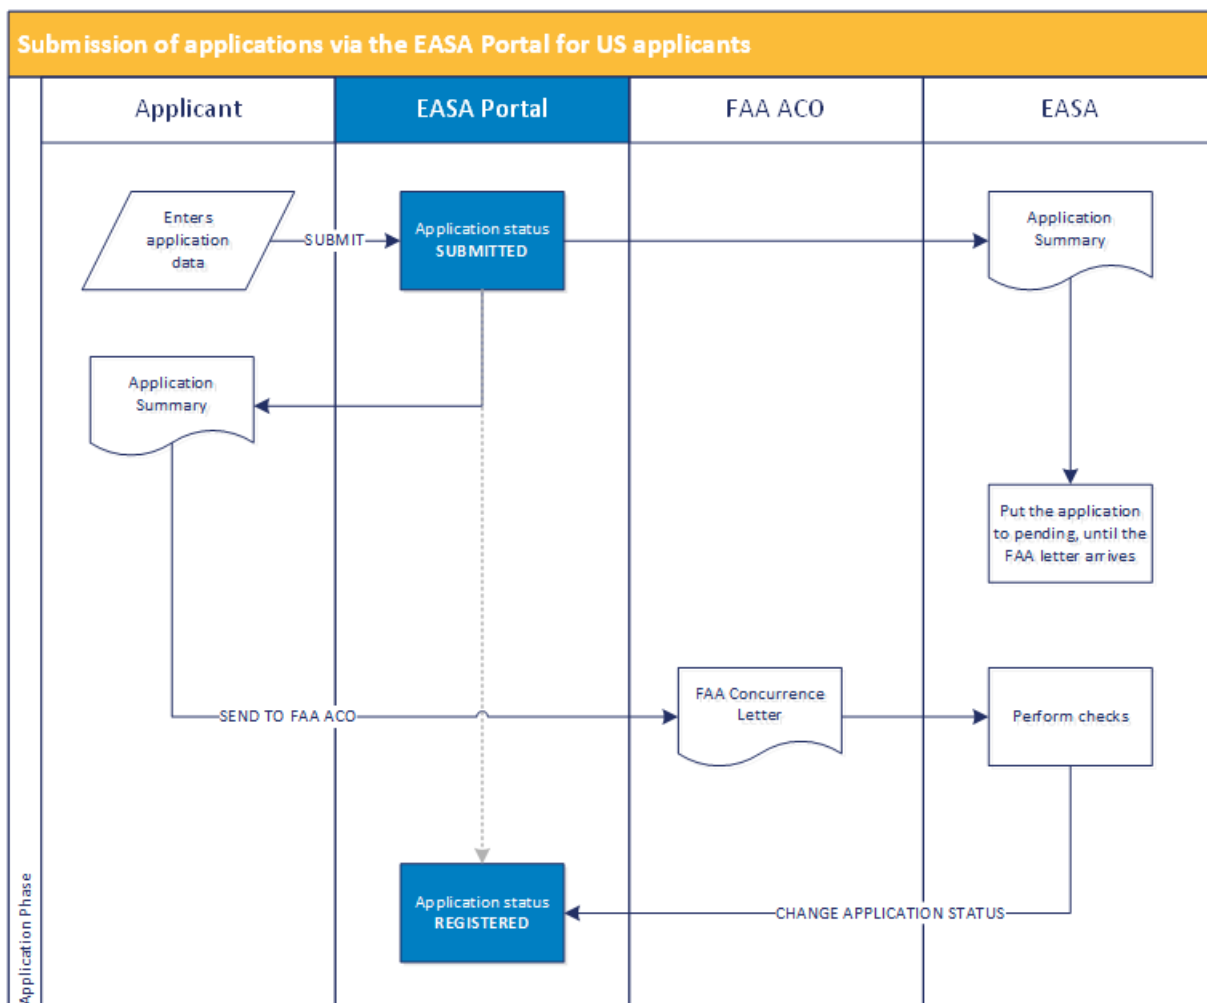 Submission of applications via the EASA Portal for US applicants
Applicant
EASA Portal
FAA ACO
EASA
Enters
application
data
SUBMIT
Application status
SUBMITTED
Application
Summary
Application
Summary
Put the application
to pending, until the
FAA letter arrives
SEND TO FAA ACO
FAA Concurrence
Letter
Perform checks
Application status
REGISTERED
CHANGE APPLICATION STATUS
Application Phase